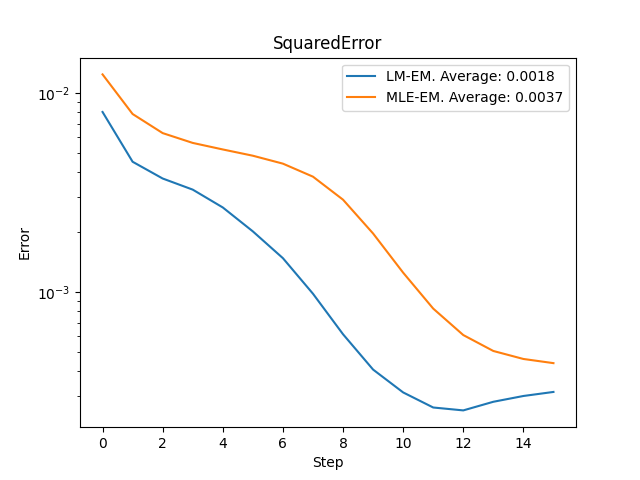 SquaredError
LM-EM. Average: 0.0018
MLE-EM. Average: 0.0037
10⁻²
10⁻³
Error
0 2 4 6 8 10 12 14
Step